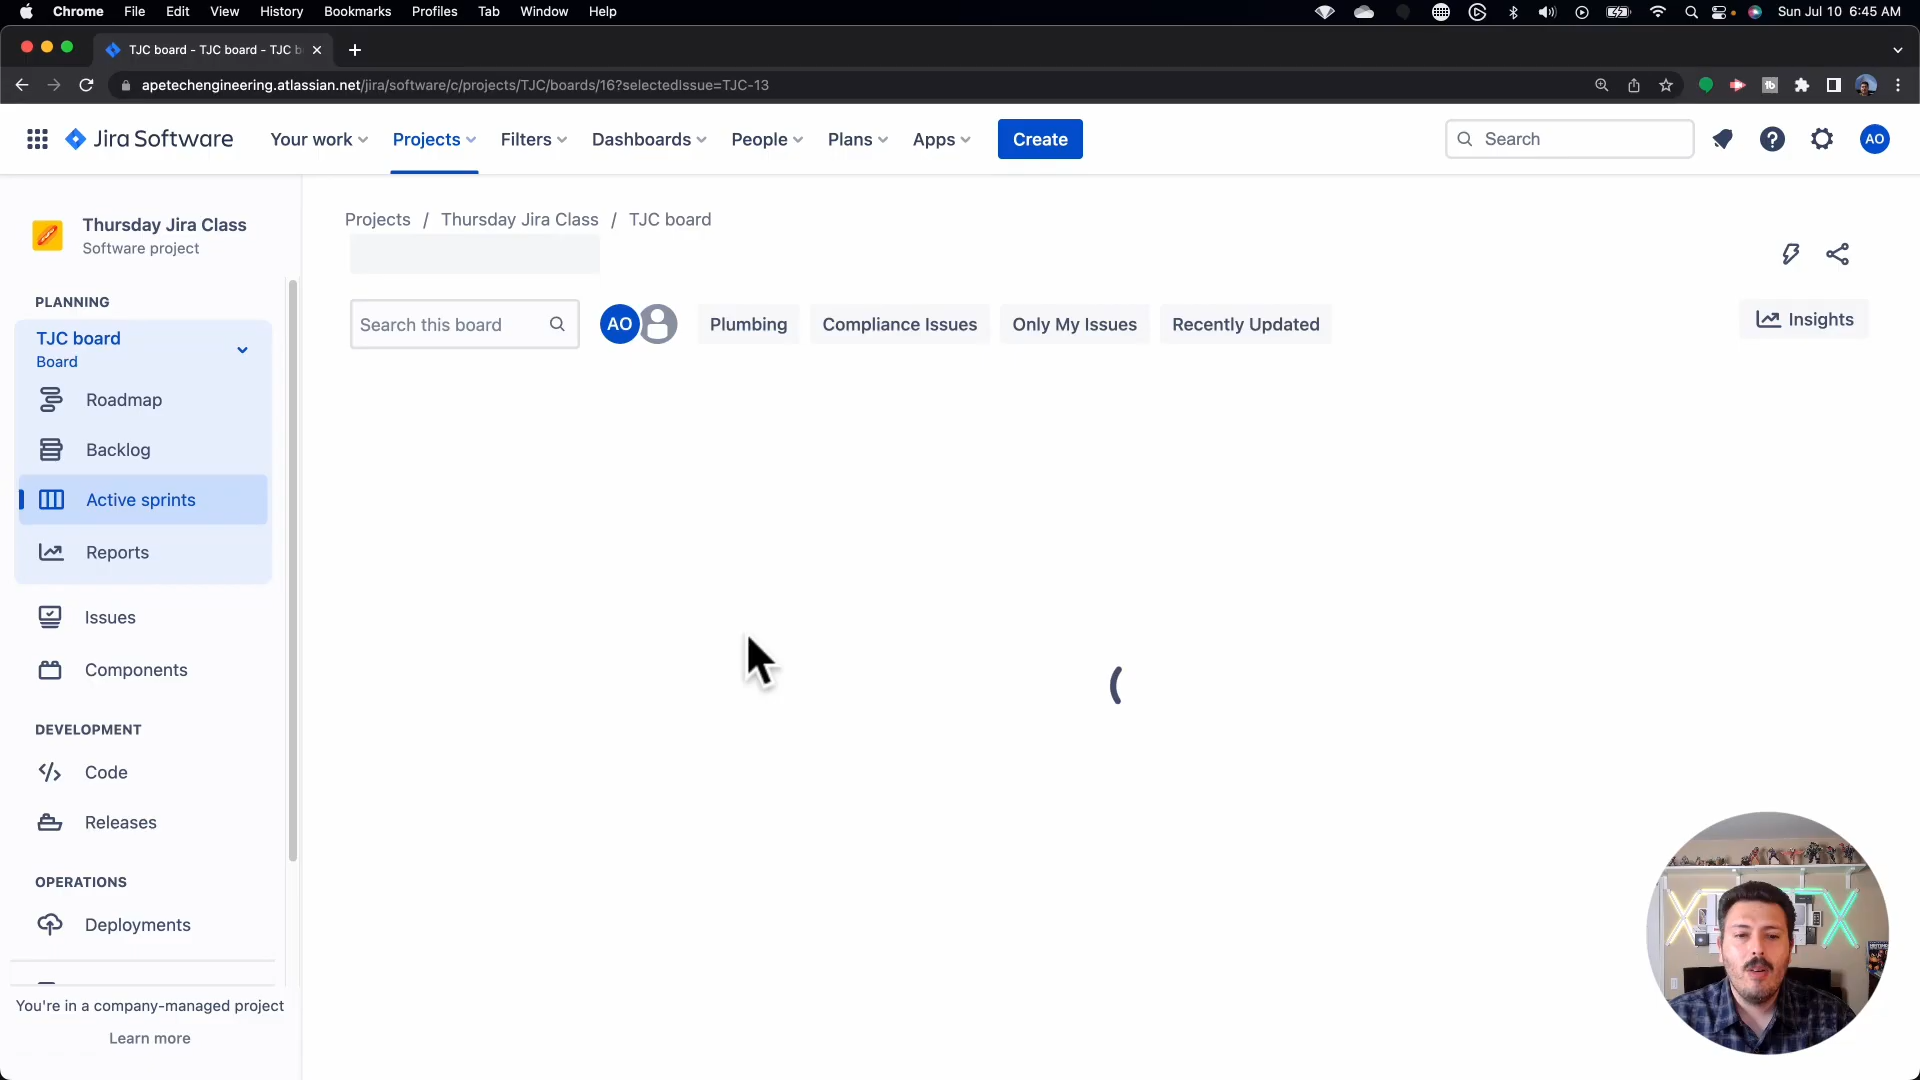 Chrome File Edit View History Bookmarks Profiles Tab Window Help Sun Jul 10 6:45 AM
TJC board - TJC board - TJC b
apetechengineering.atlassian.net/jira/software/c/projects/TJC/boards/16?selectedIssue=TJC-13
Jira Software Your work Projects Filters Dashboards People Plans Apps Create Search AO
Thursday Jira Class
Software project
Projects / Thursday Jira Class / TJC board
PLANNING
TJC board
Board
Search this board AO Plumbing Compliance Issues Only My Issues Recently Updated Insights
Roadmap
Backlog
Active sprints
Reports
Issues
Components
DEVELOPMENT
Code
Releases
OPERATIONS
Deployments
You're in a company-managed project
Learn more